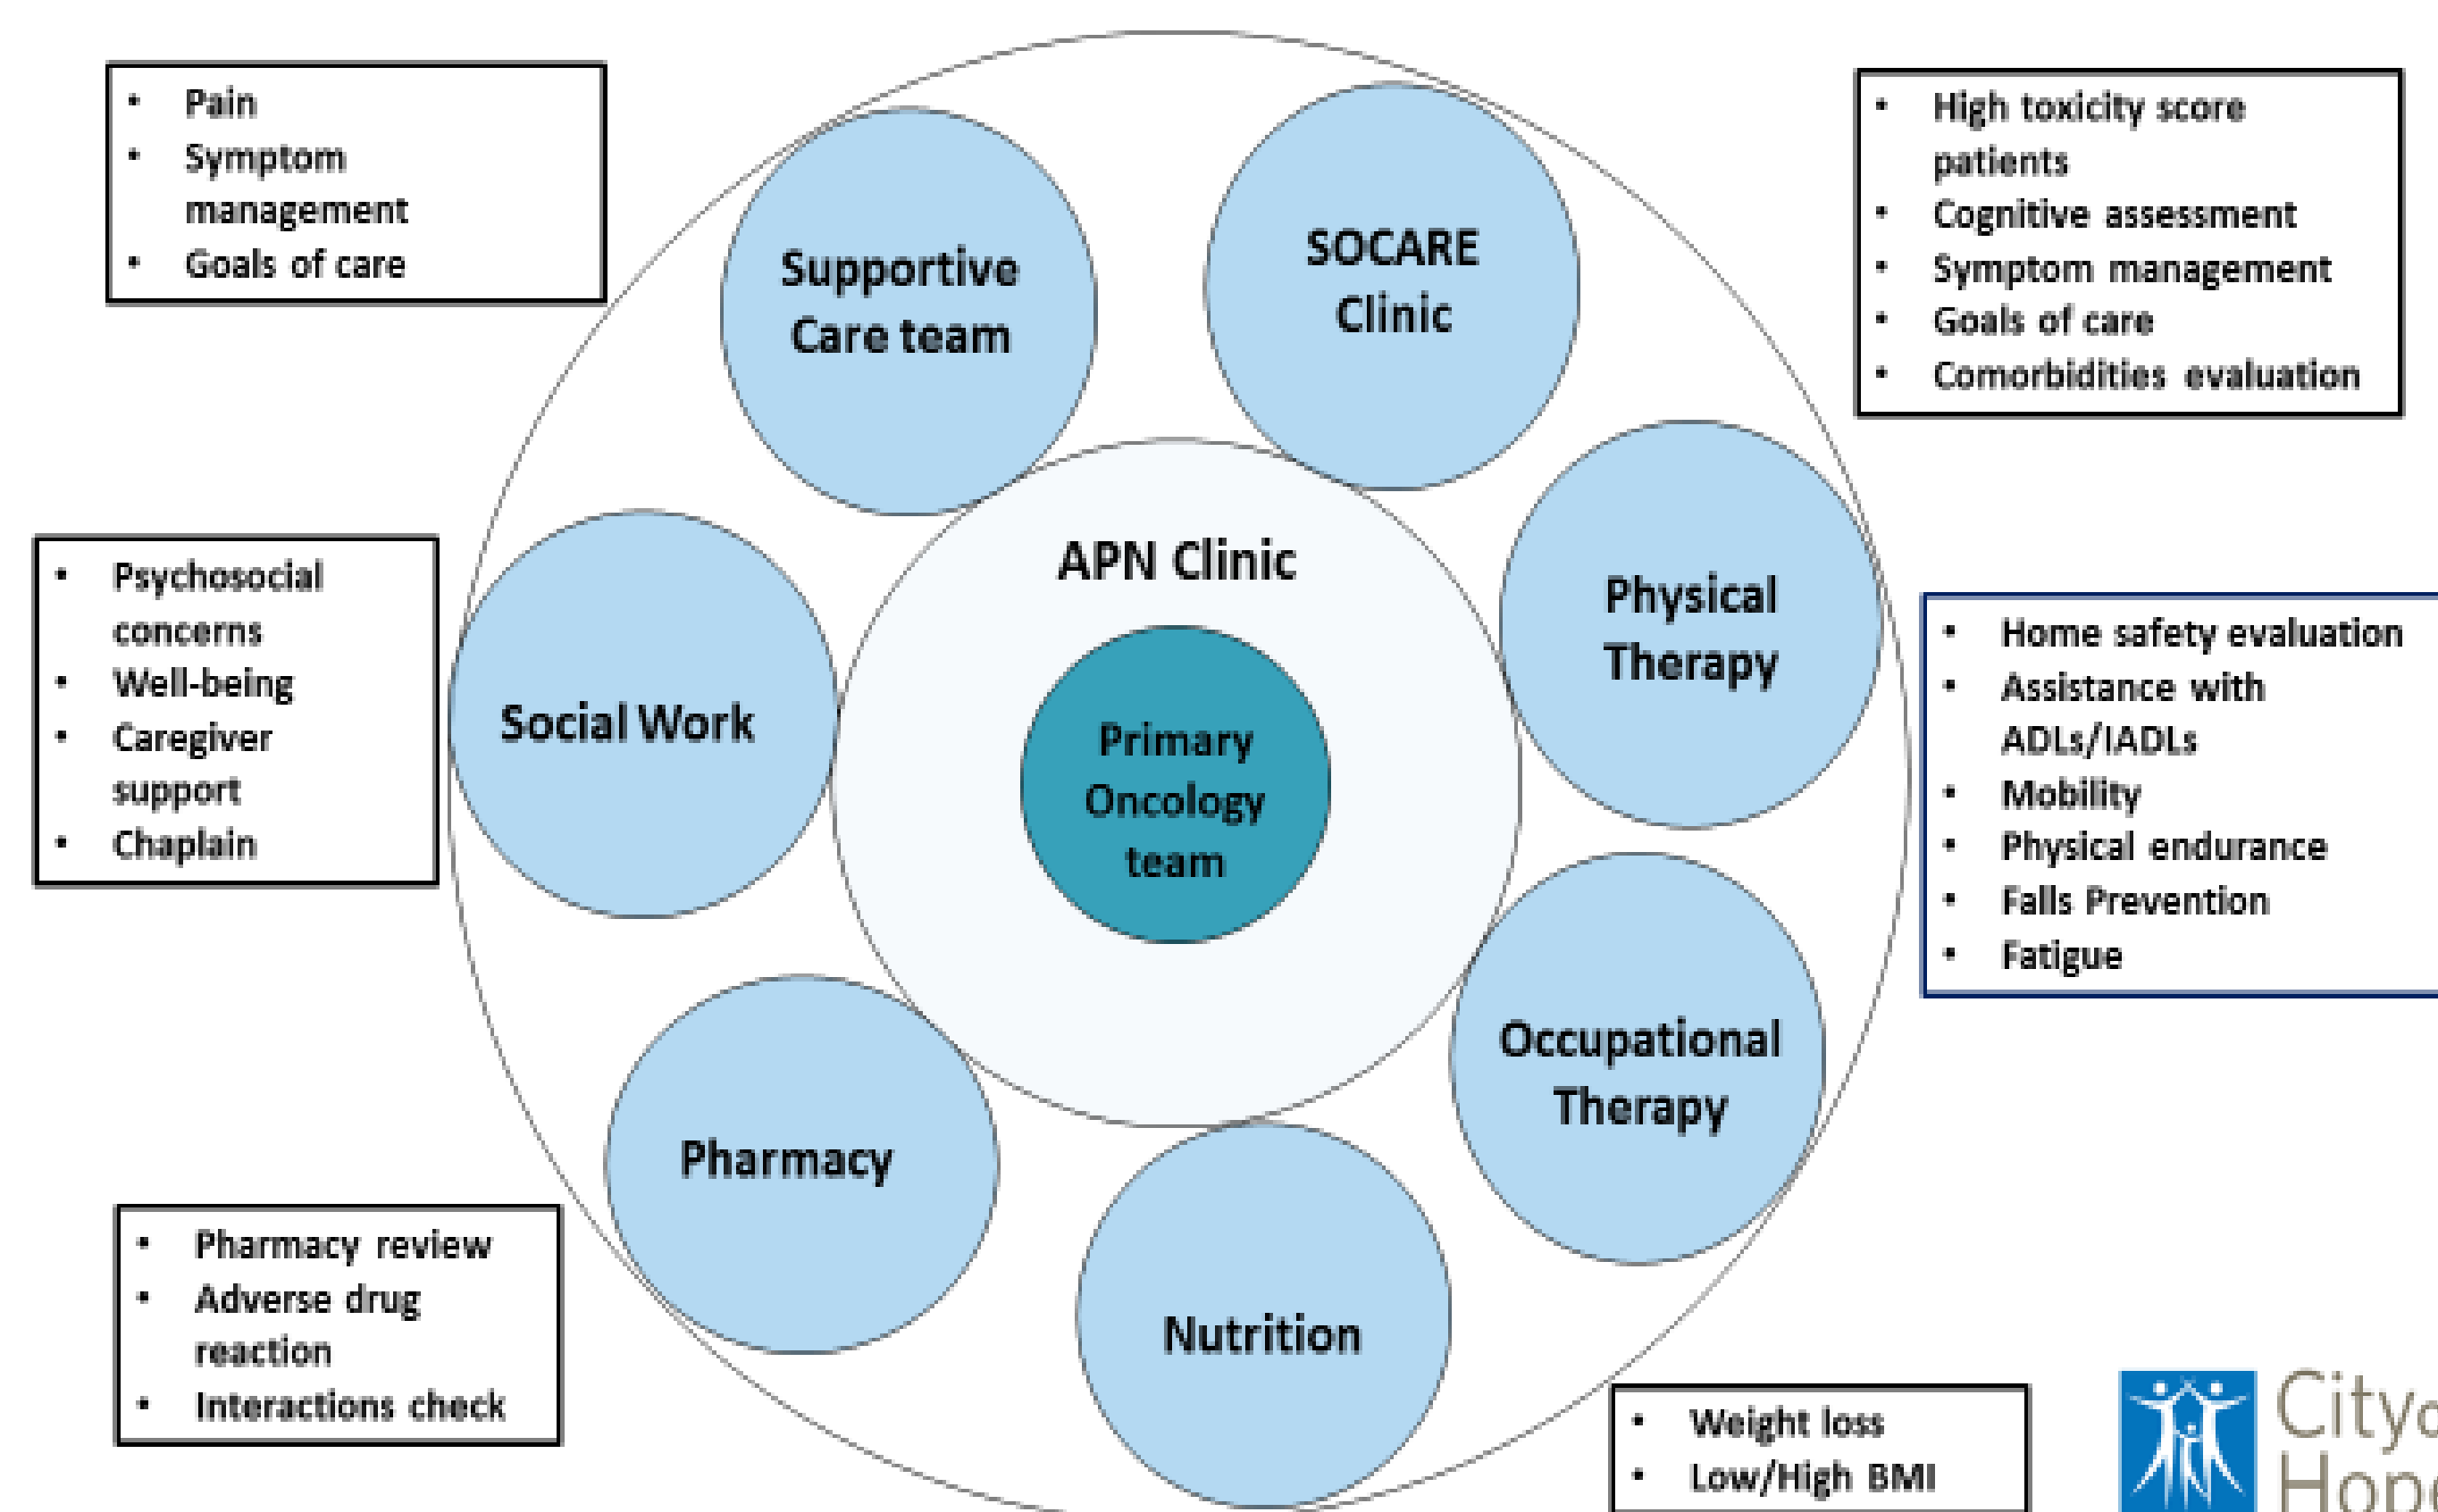 • Pain
• Symptom
management
• Goals of care
Supportive
Care team
SOCARE
Clinic
• High toxicity score
patients
• Cognitive assessment
• Symptom management
• Goals of care
• Comorbidities evaluation
• Psychosocial
concerns
• Well-being
• Caregiver
support
• Chaplain
Social Work
APN Clinic
Primary
Oncology
team
Physical
Therapy
• Home safety evaluation
• Assistance with
ADLs/IADLs
• Mobility
• Physical endurance
• Falls Prevention
• Fatigue
Occupational
Therapy
Pharmacy
• Pharmacy review
• Adverse drug
reaction
• Interactions check
Nutrition
• Weight loss
• Low/High BMI
City
Hope